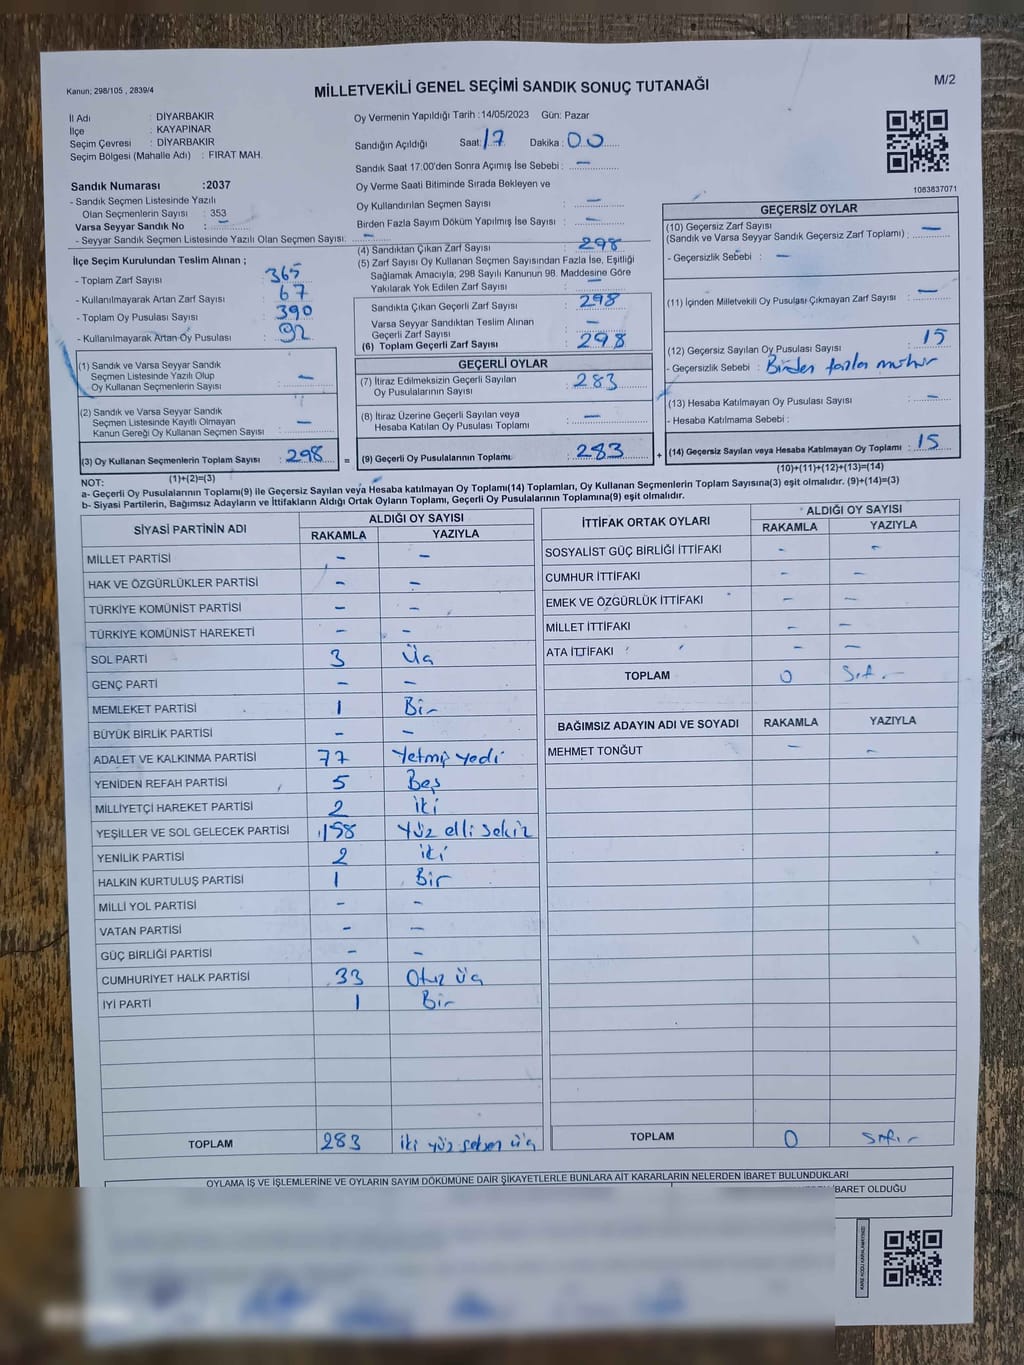 Kanun: 298/105 , 2839/4
MİLLETVEKİLİ GENEL SEÇİMİ SANDIK SONUÇ TUTANAĞI
M/2
İl Adı : DİYARBAKIR
İlçe : KAYAPINAR
Seçim Çevresi : DİYARBAKIR
Seçim Bölgesi (Mahalle Adı) : FIRAT MAH.
Sandık Numarası :2037
- Sandık Seçmen Listesinde Yazılı
Olan Seçmenlerin Sayısı : 353
Varsa Seyyar Sandık No : –
- Seyyar Sandık Seçmen Listesinde Yazılı Olan Seçmen Sayısı: –
İlçe Seçim Kurulundan Teslim Alınan ;
- Toplam Zarf Sayısı : 365
- Kullanılmayarak Artan Zarf Sayısı : 67
- Toplam Oy Pusulası Sayısı : 390
- Kullanılmayarak Artan Oy Pusulası : 92
(1) Sandık ve Varsa Seyyar Sandık
Seçmen Listesinde Yazılı Olup : –
Oy Kullanan Seçmenlerin Sayısı
(2) Sandık ve Varsa Seyyar Sandık
Seçmen Listesinde Kayıtlı Olmayan : –
Kanun Gereği Oy Kullanan Seçmen Sayısı
(3) Oy Kullanan Seçmenlerin Toplam Sayısı : 298
Oy Vermenin Yapıldığı Tarih :14/05/2023 Gün: Pazar
Sandığın Açıldığı Saat: 17 Dakika : 00
Sandık Saat 17.00'den Sonra Açımış İse Sebebi : –
Oy Verme Saati Bitiminde Sırada Bekleyen ve
Oy Kullandırılan Seçmen Sayısı : –
Birden Fazla Sayım Döküm Yapılmış İse Sayısı : –
(4) Sandıktan Çıkan Zarf Sayısı : 298
(5) Zarf Sayısı Oy Kullanan Seçmen Sayısından Fazla İse, Eşitliği
Sağlamak Amacıyla, 298 Sayılı Kanunun 98. Maddesine Göre
Yakılarak Yok Edilen Zarf Sayısı : –
Sandıkta Çıkan Geçerli Zarf Sayısı : 298
Varsa Seyyar Sandıktan Teslim Alınan
Geçerli Zarf Sayısı : –
(6) Toplam Geçerli Zarf Sayısı : 298
GEÇERLİ OYLAR
(7) İtiraz Edilmeksizin Geçerli Sayılan
Oy Pusulalarının Sayısı : 283
(8) İtiraz Üzerine Geçerli Sayılan veya
Hesaba Katılan Oy Pusulası Toplamı : –
= (9) Geçerli Oy Pusulalarının Toplamı : 283
1083837071
GEÇERSİZ OYLAR
(10) Geçersiz Zarf Sayısı
(Sandık ve Varsa Seyyar Sandık Geçersiz Zarf Toplamı) : –
- Geçersizlik Sebebi : –
(11) İçinden Milletvekili Oy Pusulası Çıkmayan Zarf Sayısı : –
(12) Geçersiz Sayılan Oy Pusulası Sayısı : 15
- Geçersizlik Sebebi : Birden fazla mühür
(13) Hesaba Katılmayan Oy Pusulası Sayısı : –
- Hesaba Katılmama Sebebi :
+ (14) Geçersiz Sayılan veya Hesaba Katılmayan Oy Toplamı : 15
(1)+(2)=(3)
(10)+(11)+(12)+(13)=(14)
NOT:
a- Geçerli Oy Pusulaları Toplamı(9) ile Geçersiz Sayılan veya Hesaba katılmayan Oy Toplamı(14) Toplamları, Oy Kullanan Seçmenlerin Toplam Sayısına(3) eşit olmalıdır. (9)+(14)=(3)
b- Siyasi Partilerin, Bağımsız Adayların ve İttifakların Aldığı Ortak Oyların Toplamı, Geçerli Oy Pusulalarının Toplamına(9) eşit olmalıdır.
SİYASİ PARTİNİN ADI ALDIĞI OY SAYISI
RAKAMLA YAZIYLA
MİLLET PARTİSİ – –
HAK VE ÖZGÜRLÜKLER PARTİSİ – –
TÜRKİYE KOMÜNİST PARTİSİ – –
TÜRKİYE KOMÜNİST HAREKETİ – –
SOL PARTİ 3 Üç
GENÇ PARTİ – –
MEMLEKET PARTİSİ 1 Bir
BÜYÜK BİRLİK PARTİSİ – –
ADALET VE KALKINMA PARTİSİ 77 Yetmiş yedi
YENİDEN REFAH PARTİSİ 5 Beş
MİLLİYETÇİ HAREKET PARTİSİ 2 iki
YEŞİLLER VE SOL GELECEK PARTİSİ 158 Yüz elli sekiz
YENİLİK PARTİSİ 2 iki
HALKIN KURTULUŞ PARTİSİ 1 Bir
MİLLİ YOL PARTİSİ – –
VATAN PARTİSİ – –
GÜÇ BİRLİĞİ PARTİSİ – –
CUMHURİYET HALK PARTİSİ 33 Otuz üç
İYİ PARTİ 1 Bir
TOPLAM 283 iki yüz seksen üç
İTTİFAK ORTAK OYLARI ALDIĞI OY SAYISI
RAKAMLA YAZIYLA
SOSYALİST GÜÇ BİRLİĞİ İTTİFAKI – –
CUMHUR İTTİFAKI – –
EMEK VE ÖZGÜRLÜK İTTİFAKI – –
MİLLET İTTİFAKI – –
ATA İTTİFAKI – –
TOPLAM 0 Sıfır
BAĞIMSIZ ADAYIN ADI VE SOYADI RAKAMLA YAZIYLA
MEHMET TONĞUT – –
TOPLAM 0 Sıfır
OYLAMA İŞ VE İŞLEMLERİNE VE OYLARIN SAYIM DÖKÜMÜNE DAİR ŞİKAYETLERLE BUNLARA AİT KARARLARIN NELERDEN İBARET BULUNDUKLARI
İBARET OLDUĞU